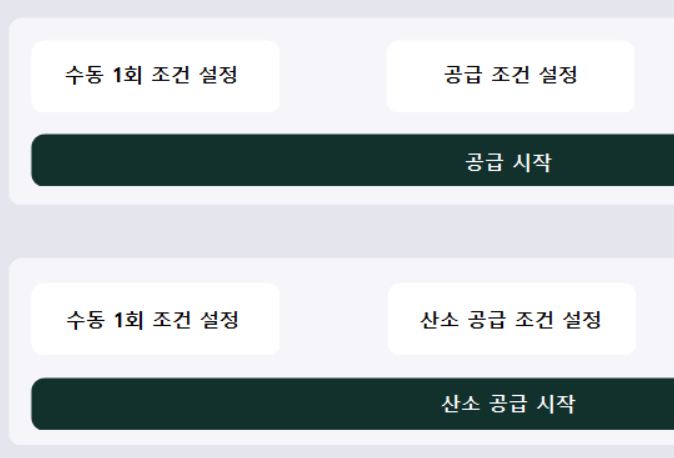 수동 1회 조건 설정
공급 조건 설정
공급 시작
수동 1회 조건 설정
산소 공급 조건 설정
산소 공급 시작